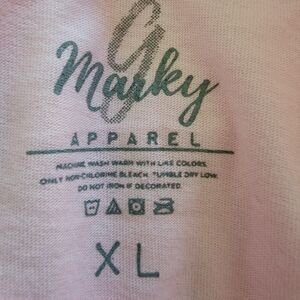 G
Marky
APPAREL
MACHINE WASH WARM WITH LIKE COLORS.
ONLY NON-CHLORINE BLEACH. TUMBLE DRY LOW.
DO NOT IRON IF DECORATED.
XL